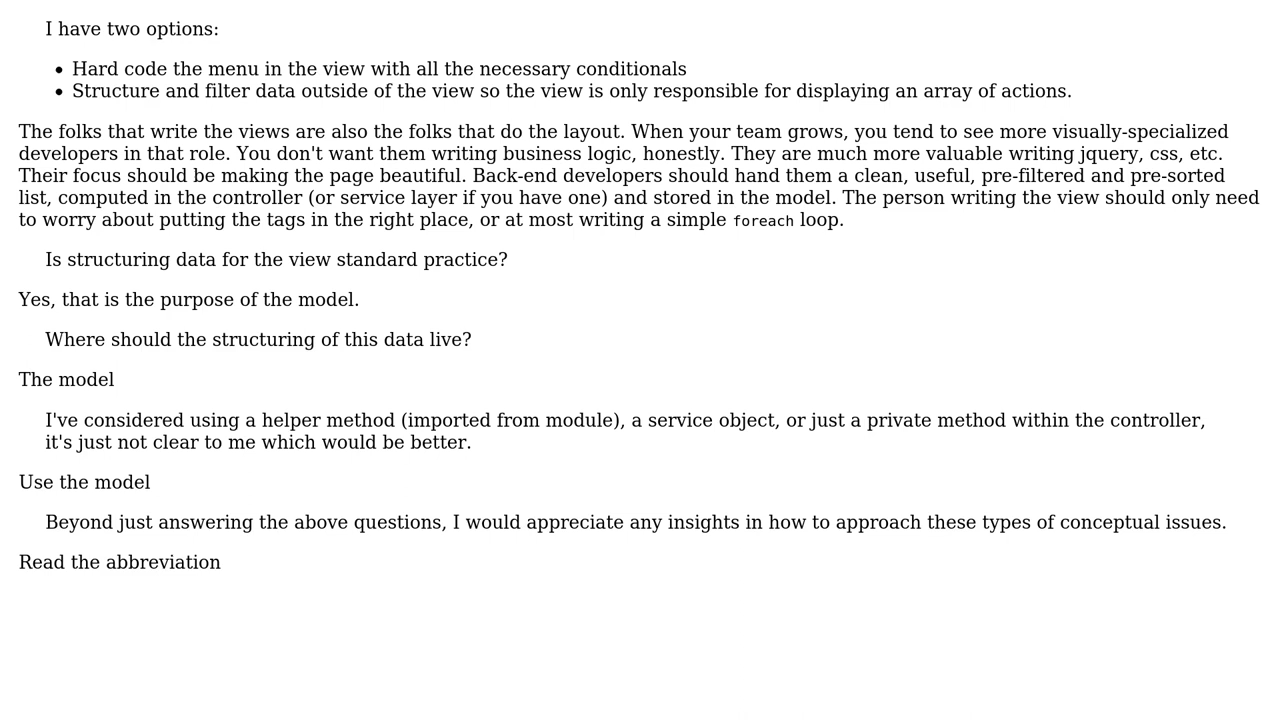 I have two options:
• Hard code the menu in the view with all the necessary conditionals
• Structure and filter data outside of the view so the view is only responsible for displaying an array of actions.
The folks that write the views are also the folks that do the layout. When your team grows, you tend to see more visually-specialized
developers in that role. You don't want them writing business logic, honestly. They are much more valuable writing jquery, css, etc.
Their focus should be making the page beautiful. Back-end developers should hand them a clean, useful, pre-filtered and pre-sorted
list, computed in the controller (or service layer if you have one) and stored in the model. The person writing the view should only need
to worry about putting the tags in the right place, or at most writing a simple foreach loop.
Is structuring data for the view standard practice?
Yes, that is the purpose of the model.
Where should the structuring of this data live?
The model
I've considered using a helper method (imported from module), a service object, or just a private method within the controller,
it's just not clear to me which would be better.
Use the model
Beyond just answering the above questions, I would appreciate any insights in how to approach these types of conceptual issues.
Read the abbreviation